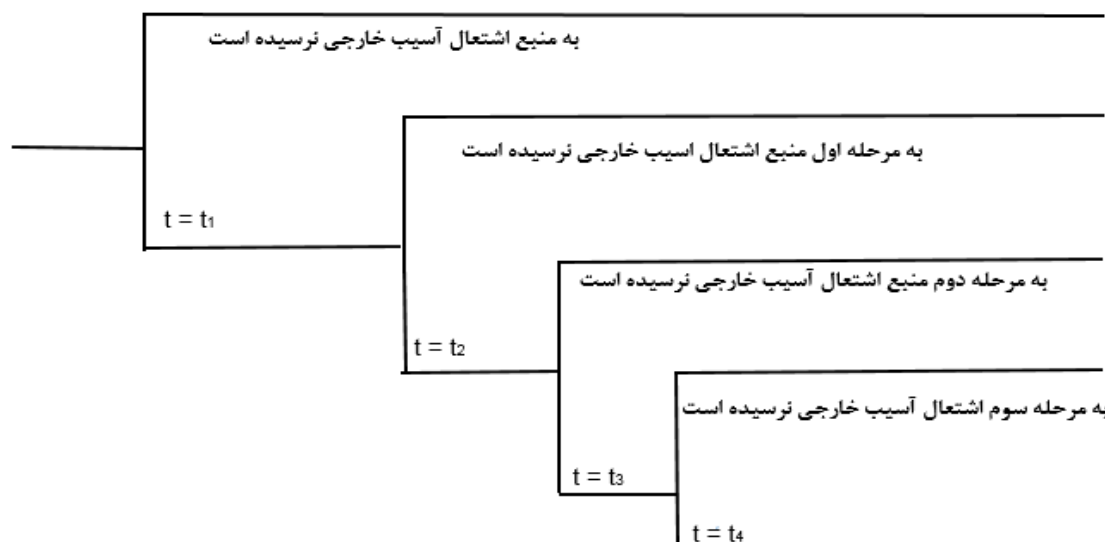 به منبع اشتعال آسیب خارجی نرسیده است
به مرحله اول منبع اشتعال اسیب خارجی نرسیده است
t = t₁
به مرحله دوم منبع اشتعال آسیب خارجی نرسیده است
t = t₂
به مرحله سوم اشتعال آسیب خارجی نرسیده است
t = t₃
t = t₄